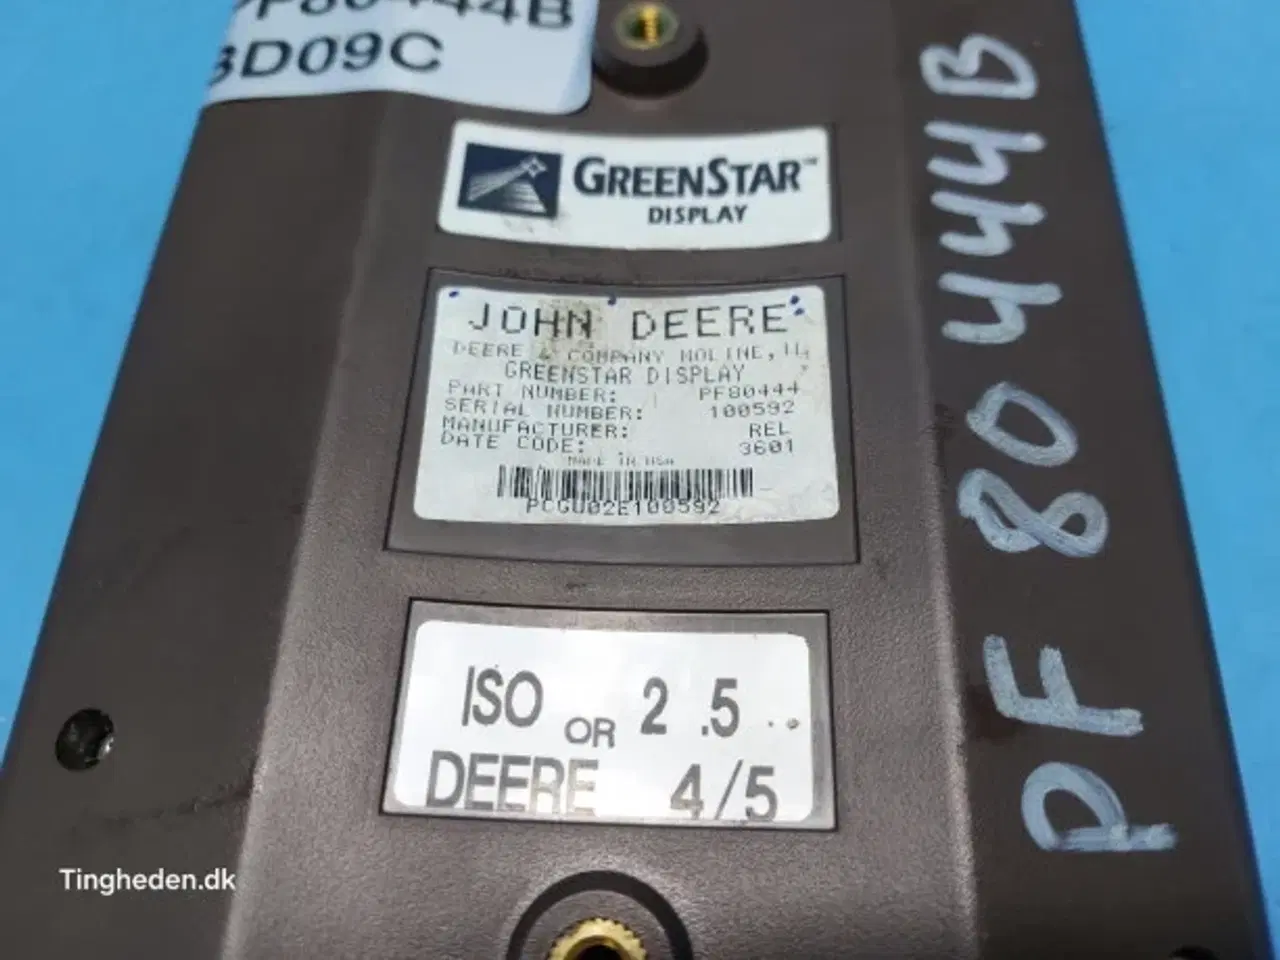 PF80444B
3D09C
GREENSTAR™
DISPLAY
JOHN DEERE
DEERE & COMPANY MOLINE, IL
GREENSTAR DISPLAY
PART NUMBER: PF80444
SERIAL NUMBER: 100592
MANUFACTURER: REL
DATE CODE: 3601
MADE IN USA
PCGU02E100592
ISO OR 2.5
DEERE 4/5
PF80444B
Tingheden.dk